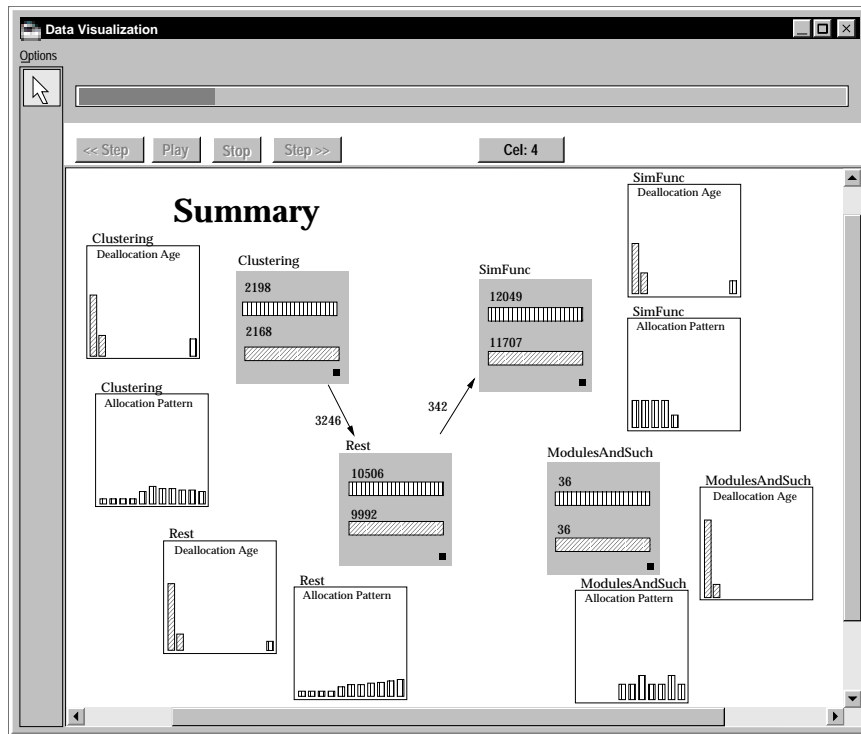 Data Visualization
Options
<< Step
Play
Stop
Step >>
Cel: 4
Summary
Clustering
Deallocation Age
Clustering
2198
2168
SimFunc
12049
11707
SimFunc
Deallocation Age
SimFunc
Allocation Pattern
Clustering
Allocation Pattern
3246
342
Rest
10506
9992
ModulesAndSuch
36
36
ModulesAndSuch
Deallocation Age
Rest
Deallocation Age
Rest
Allocation Pattern
ModulesAndSuch
Allocation Pattern